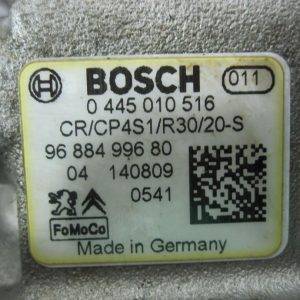 BOSCH 011
0 445 010 516
CR/CP4S1/R30/20-S
96 884 996 80
04 140809
0541
FoMoCo
Made in Germany